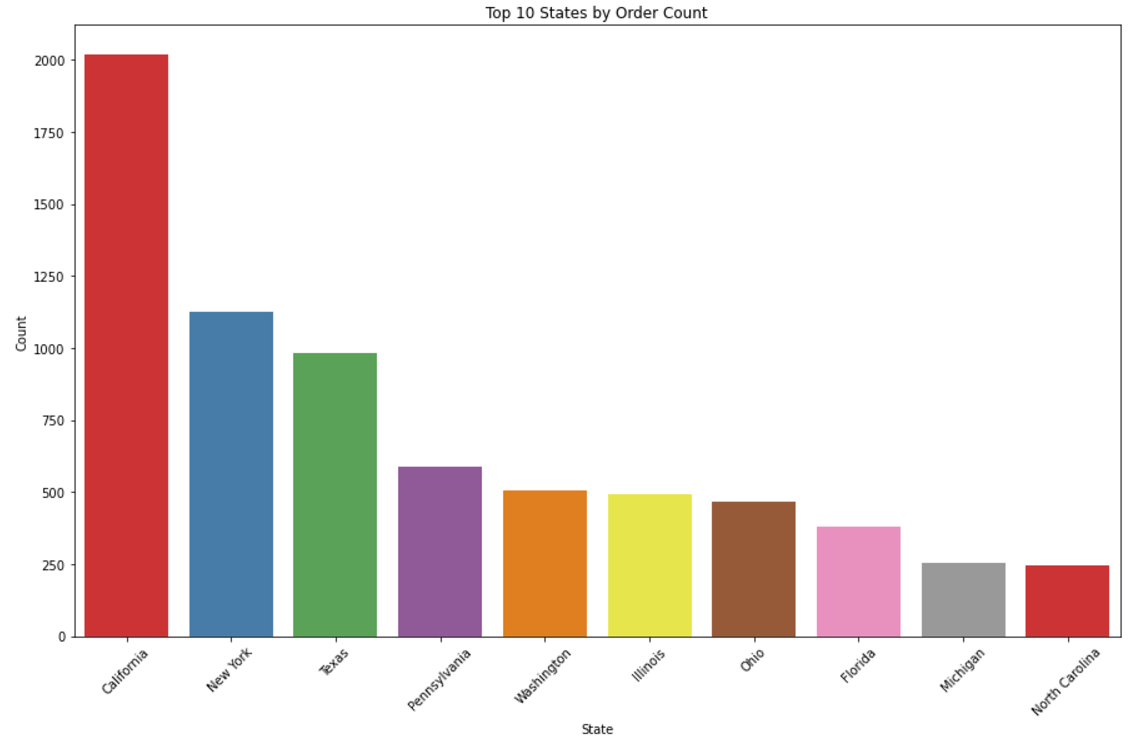 Top 10 States by Order Count
2000
1750
1500
1250
1000
750
500
250
0
Count
California
New York
Texas
Pennsylvania
Washington
Illinois
Ohio
Florida
Michigan
North Carolina
State